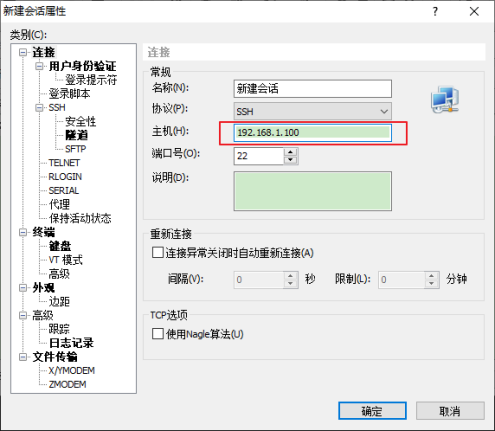 新建会话属性
类别(C):
连接
用户身份验证
登录提示符
登录脚本
SSH
安全性
隧道
SFTP
TELNET
RLOGIN
SERIAL
代理
保持活动状态
终端
键盘
VT 模式
高级
外观
边距
高级
跟踪
日志记录
文件传输
X/YMODEM
ZMODEM
连接
常规
名称(N): 新建会话
协议(P): SSH
主机(H): 192.168.1.100
端口号(O): 22
说明(D):
重新连接
连接异常关闭时自动重新连接(A)
间隔(V): 0 秒 限制(L): 0 分钟
TCP选项
使用Nagle算法(U)
确定 取消